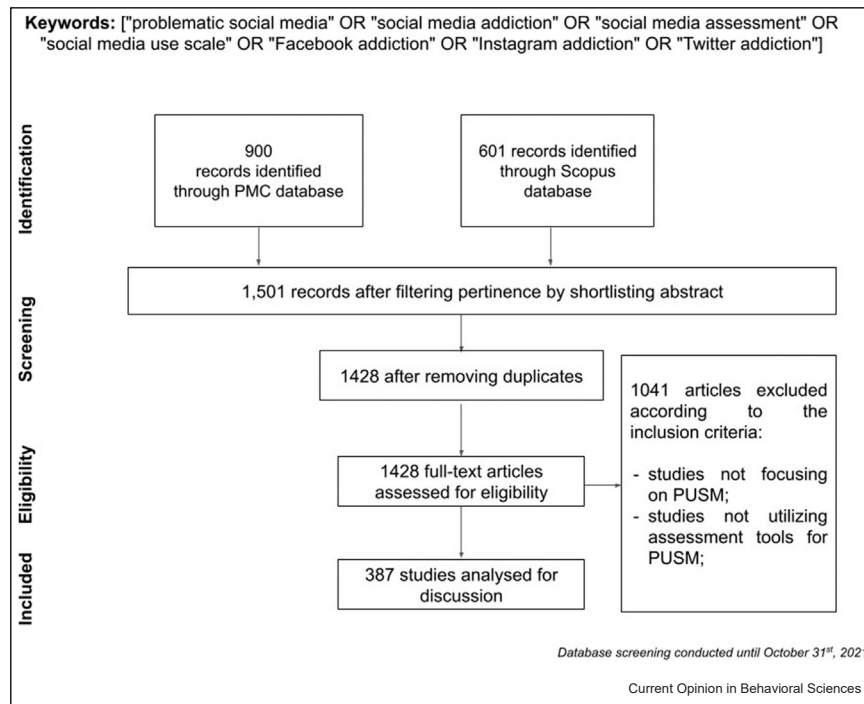 Keywords: ["problematic social media" OR "social media addiction" OR "social media assessment" OR
"social media use scale" OR "Facebook addiction" OR "Instagram addiction" OR "Twitter addiction"]
Identification
900
records identified
through PMC database
601 records identified
through Scopus
database
Screening
1,501 records after filtering pertinence by shortlisting abstract
1428 after removing duplicates
Eligibility
1428 full-text articles
assessed for eligibility
1041 articles excluded
according to the
inclusion criteria:
- studies not focusing
on PUSM;
- studies not utilizing
assessment tools for
PUSM;
Included
387 studies analysed for
discussion
Database screening conducted until October 31st, 2021
Current Opinion in Behavioral Sciences